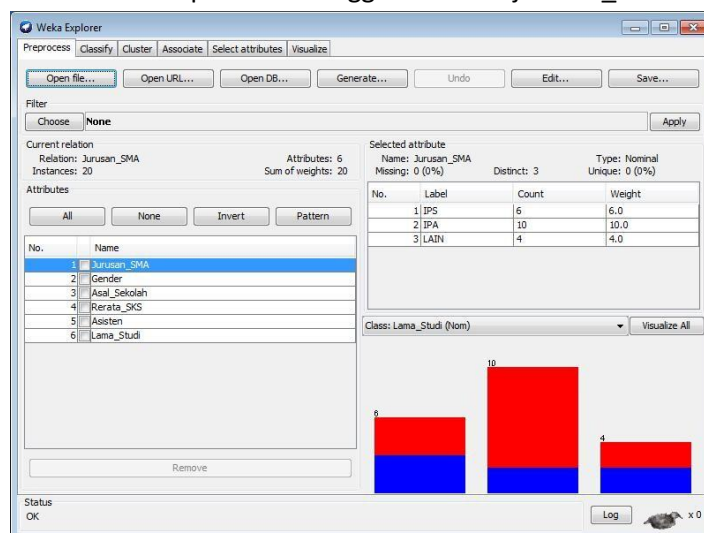 Weka Explorer
Preprocess Classify Cluster Associate Select attributes Visualize
Open file... Open URL... Open DB... Generate... Undo Edit... Save...
Filter
Choose None Apply
Current relation
Relation: Jurusan_SMA Attributes: 6
Instances: 20 Sum of weights: 20
Selected attribute
Name: Jurusan_SMA Type: Nominal
Missing: 0 (0%) Distinct: 3 Unique: 0 (0%)
Attributes
All None Invert Pattern
No. Name
1 Jurusan_SMA
2 Gender
3 Asal_Sekolah
4 Rerata_SKS
5 Asisten
6 Lama_Studi
Remove
No. Label Count Weight
1 IPS 6 6.0
2 IPA 10 10.0
3 LAIN 4 4.0
Class: Lama_Studi (Nom) Visualize All
6
10
4
Status
OK
Log x 0